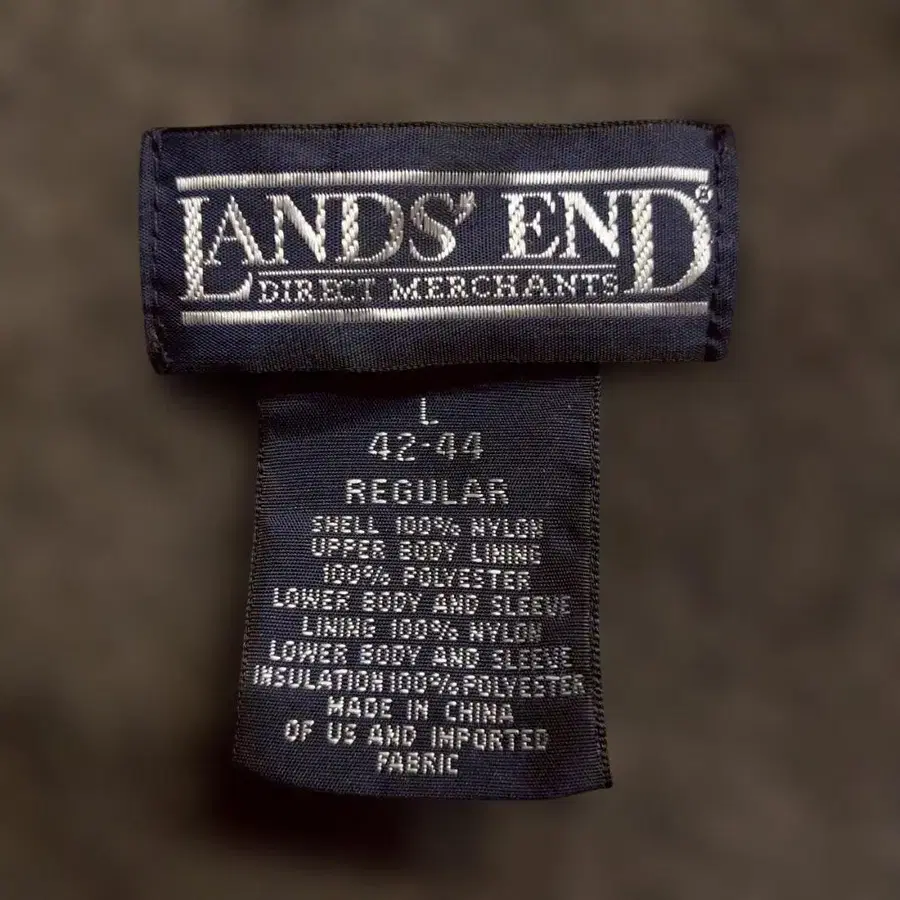 LANDS' END®
DIRECT MERCHANTS
L
42-44
REGULAR
SHELL 100% NYLON
UPPER BODY LINING
100% POLYESTER
LOWER BODY AND SLEEVE
LINING 100% NYLON
LOWER BODY AND SLEEVE
INSULATION 100% POLYESTER
MADE IN CHINA
OF US AND IMPORTED
FABRIC